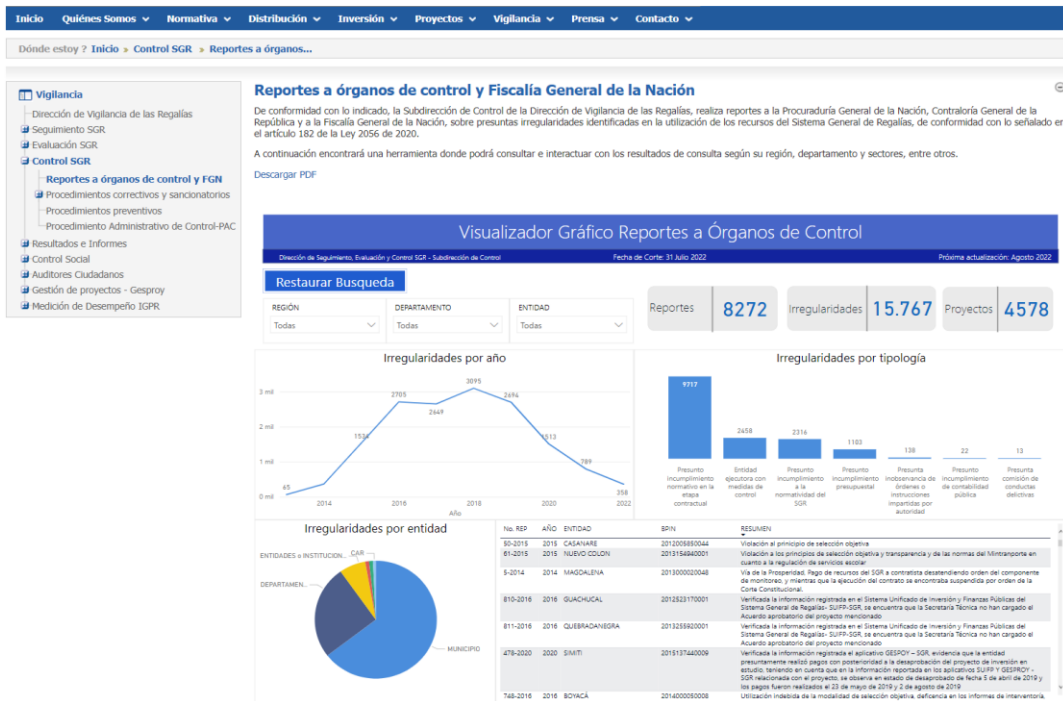 Inicio Quiénes Somos Normativa Distribución Inversión Proyectos Vigilancia Prensa Contacto
Dónde estoy ? Inicio » Control SGR » Reportes a órganos...
Vigilancia
Dirección de Vigilancia de las Regalías
Seguimiento SGR
Evaluación SGR
Control SGR
Reportes a órganos de control y FGN
Procedimientos correctivos y sancionatorios
Procedimientos preventivos
Procedimiento Administrativo de Control-PAC
Resultados e Informes
Control Social
Auditores Ciudadanos
Gestión de proyectos - Gesproy
Medición de Desempeño IGPR
Reportes a órganos de control y Fiscalía General de la Nación
De conformidad con lo indicado, la Subdirección de Control de la Dirección de Vigilancia de las Regalías, realiza reportes a la Procuraduría General de la Nación, Contraloría General de la
República y a la Fiscalía General de la Nación, sobre presuntas irregularidades identificadas en la utilización de los recursos del Sistema General de Regalías, de conformidad con lo señalado en
el artículo 182 de la Ley 2056 de 2020.
A continuación encontrará una herramienta donde podrá consultar e interactuar con los resultados de consulta según su región, departamento y sectores, entre otros.
Descargar PDF
Visualizador Gráfico Reportes a Órganos de Control
Dirección de Seguimiento, Evaluación y Control SGR - Subdirección de Control Fecha de Corte: 31 Julio 2022 Próxima actualización: Agosto 2022
Restaurar Busqueda
REGIÓN DEPARTAMENTO ENTIDAD
Todas Todas Todas
Reportes 8272 Irregularidades 15.767 Proyectos 4578
Irregularidades por año
3 mil
2 mil
1 mil
0 mil
65 2705 2649 3095 2694 1513 789 358
2014 2016 2018 2020 2022
Año
Irregularidades por tipología
9717 2458 2316 1103 138 22 13
Presunto incumplimiento normativo en la etapa contractual
Entidad ejecutora con medidas de control
Presunto incumplimiento a la normatividad del SGR
Presunto incumplimiento presupuestal
Presunta inobservancia de órdenes o instrucciones impartidas por autoridad
Presunto incumplimiento de contabilidad pública
Presunta comisión de conductas delictivas
Irregularidades por entidad
ENTIDADES o INSTITUCION... CAR
DEPARTAMEN...
MUNICIPIO
No. REP. AÑO ENTIDAD BPIN RESUMEN
50-2015 2015 CASANARE 2012005850044 Violación al prinicipio de selección objetiva
61-2015 2015 NUEVO COLON 2013154940001 Violación a los principios de selección objetiva y transparencia y de las normas del Mintranporte en
cuanto a la regulación de servicios escolar
5-2014 2014 MAGDALENA 2013000020048 Vía de la Prosperidad, Pago de recursos del SGR a contratista desatendiendo orden del componente
de monitoreo, y mientras que la ejecución del contrato se encontraba suspendida por orden de la
Corte Constitucional.
810-2016 2016 GUACHUCAL 2012523170001 Verificada la información registrada en el Sistema Unificado de Inversión y Finanzas Públicas del
Sistema General de Regalías- SUIFP-SGR, se encuentra que la Secretaría Técnica no han cargado el
Acuerdo aprobatorio del proyecto mencionado
811-2016 2016 QUEBRADANEGRA 2013255920001 Verificada la información registrada en el Sistema Unificado de Inversión y Finanzas Públicas del
Sistema General de Regalías- SUIFP-SGR, se encuentra que la Secretaría Técnica no han cargado el
Acuerdo aprobatorio del proyecto mencionado
478-2020 2020 SIMITI 2015137440009 Verificada la información registrada el aplicativo GESPOY – SGR, evidencia que la entidad
presuntamente realizó pagos con posterioridad a la desaprobación del proyecto de inversión en
estudio, teniendo en cuenta que en la información reportada en los aplicativos SUIFP Y GESPROY -
SGR relacionada con el proyecto, se observa en estado de desaprobado de fecha 5 de abril de 2019 y
los pagos fueron realizados el 23 de mayo de 2019 y 2 de agosto de 2019
748-2016 2016 BOYACÁ 2014000050008 Utilización indebida de la modalidad de selección objetiva, deficancia en los informes de interventoría,